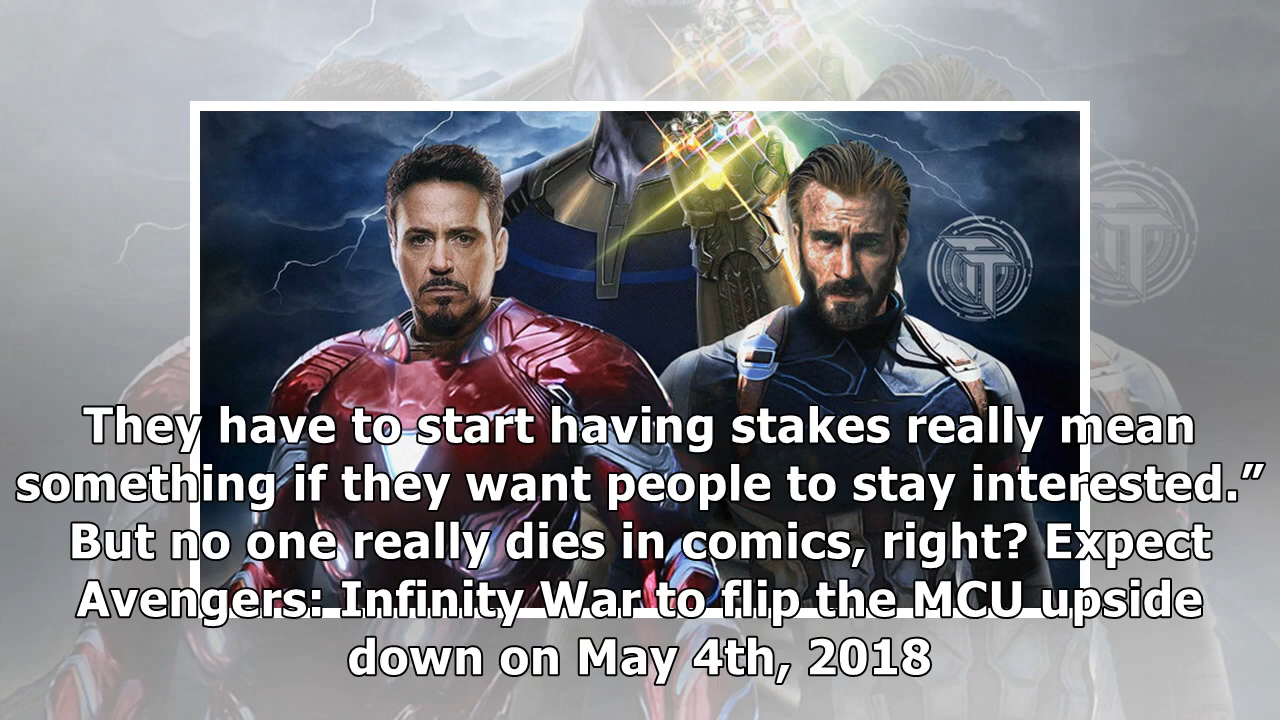 They have to start having stakes really mean
something if they want people to stay interested.”
But no one really dies in comics, right? Expect
Avengers: Infinity War to flip the MCU upside
down on May 4th, 2018